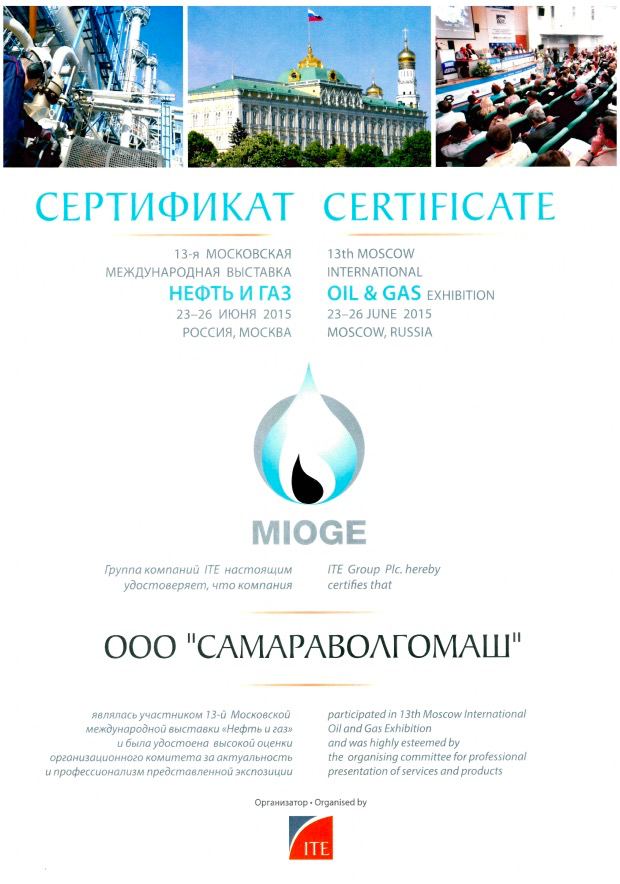 СЕРТИФИКАТ
13-я МОСКОВСКАЯ
МЕЖДУНАРОДНАЯ ВЫСТАВКА
НЕФТЬ И ГАЗ
23–26 ИЮНЯ 2015
РОССИЯ, МОСКВА
CERTIFICATE
13th MOSCOW
INTERNATIONAL
OIL & GAS EXHIBITION
23–26 JUNE 2015
MOSCOW, RUSSIA
MIOGE
Группа компаний ITE настоящим
удостоверяет, что компания
ITE Group Plc. hereby
certifies that
ООО "САМАРАВОЛГОМАШ"
являлась участником 13-й Московской
международной выставки «Нефть и газ»
и была удостоена высокой оценки
организационного комитета за актуальность
и профессионализм представленной экспозиции
participated in 13th Moscow International
Oil and Gas Exhibition
and was highly esteemed by
the organising committee for professional
presentation of services and products
Организатор • Organised by
ITE